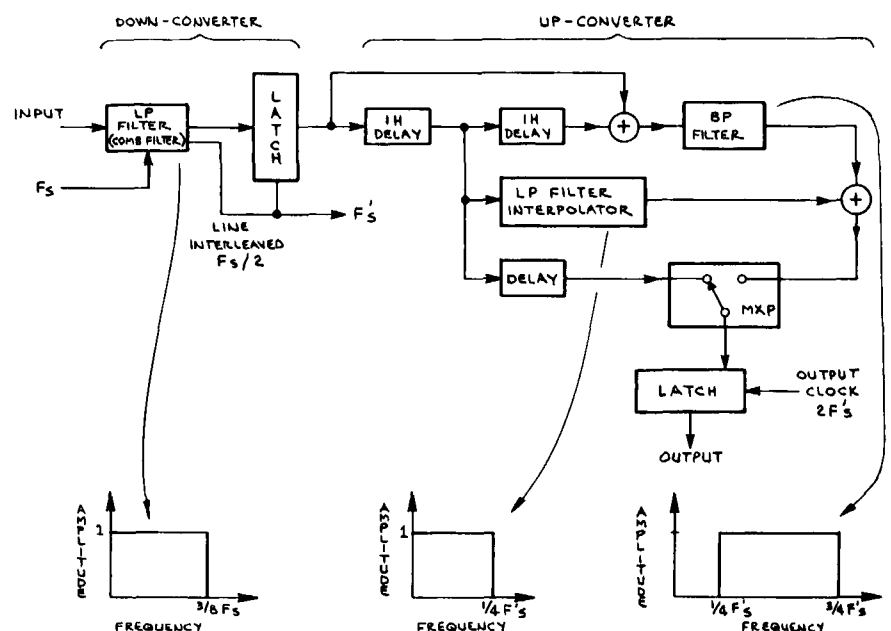 DOWN-CONVERTER
UP-CONVERTER
INPUT
LP
FILTER
(COMB FILTER)
LATCH
1H
DELAY
1H
DELAY
+
BP
FILTER
Fs
LINE
INTERLEAVED
Fs/2
F's
LP FILTER
INTERPOLATOR
+
DELAY
MXP
LATCH
OUTPUT
CLOCK
2F's
OUTPUT
AMPLITUDE
1
3/8 Fs
FREQUENCY
AMPLITUDE
1
1/4 F's
FREQUENCY
AMPLITUDE
1
1/4 F's
3/4 F's
FREQUENCY